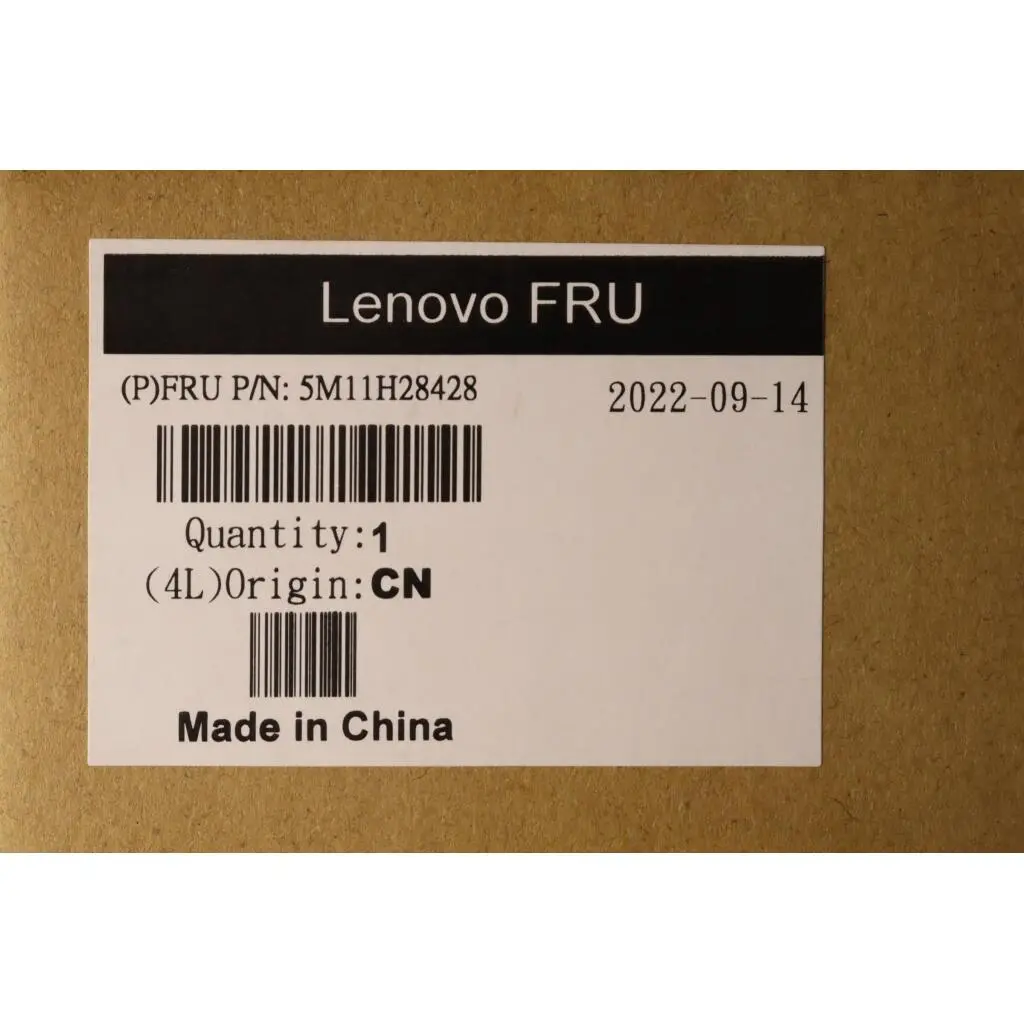 Lenovo FRU
(P)FRU P/N: 5M11H28428
2022-09-14
Quantity:1
(4L)Origin:CN
Made in China